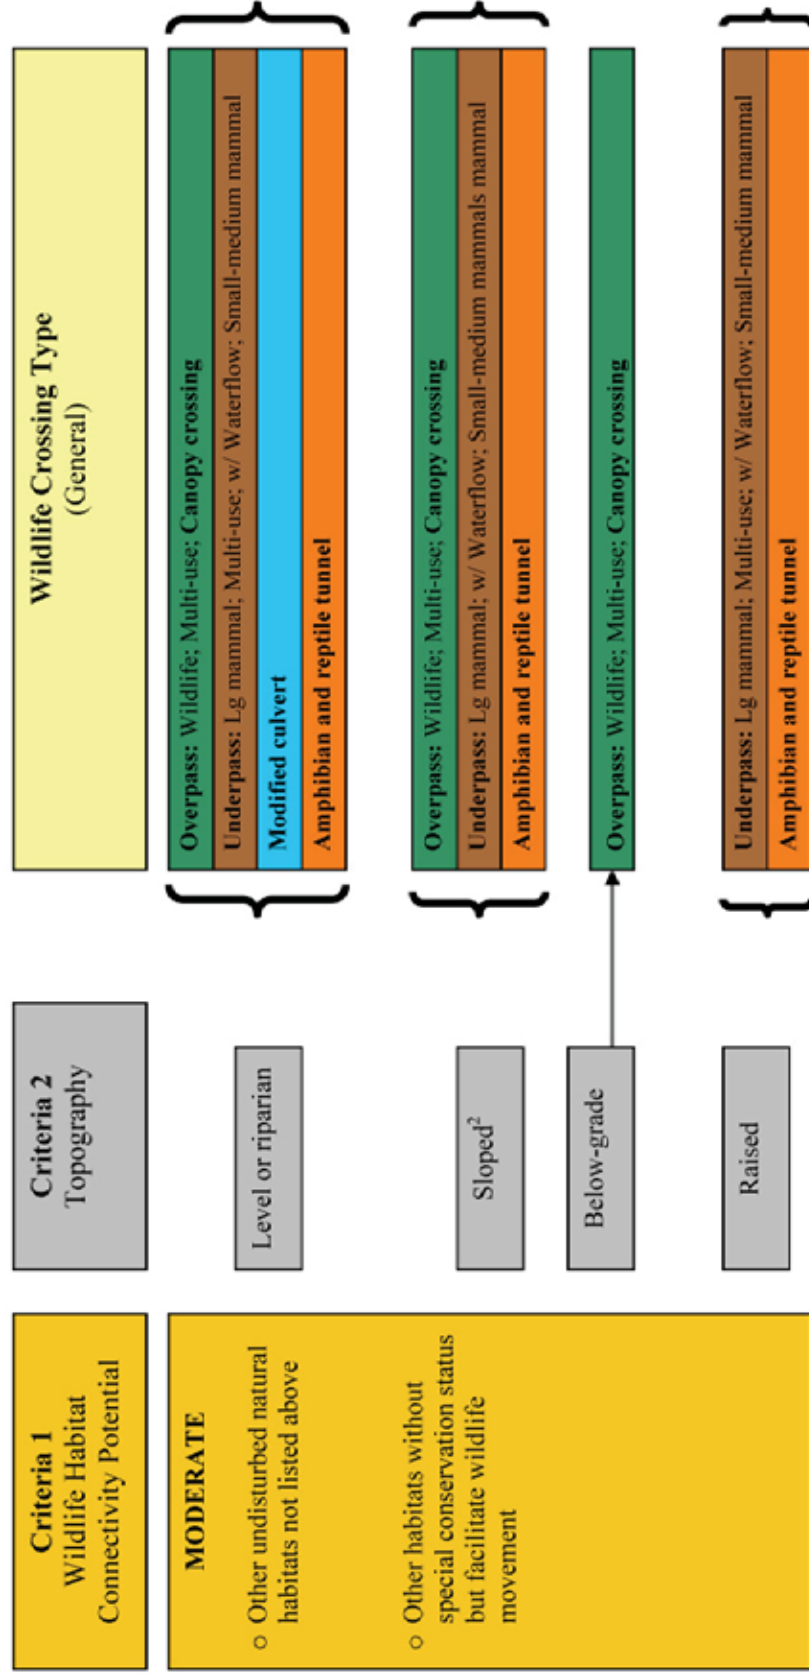 Criteria 1
Wildlife Habitat
Connectivity Potential
Criteria 2
Topography
Wildlife Crossing Type
(General)
MODERATE
○ Other undisturbed natural
habitats not listed above
○ Other habitats without
special conservation status
but facilitate wildlife
movement
Level or riparian
Overpass: Wildlife; Multi-use; Canopy crossing
Underpass: Lg mammal; Multi-use; w/ Waterflow; Small-medium mammal
Modified culvert
Amphibian and reptile tunnel
Sloped²
Overpass: Wildlife; Multi-use; Canopy crossing
Underpass: Lg mammal; w/ Waterflow; Small-medium mammals mammal
Amphibian and reptile tunnel
Below-grade
Overpass: Wildlife; Multi-use; Canopy crossing
Raised
Underpass: Lg mammal; Multi-use; w/ Waterflow; Small-medium mammal
Amphibian and reptile tunnel